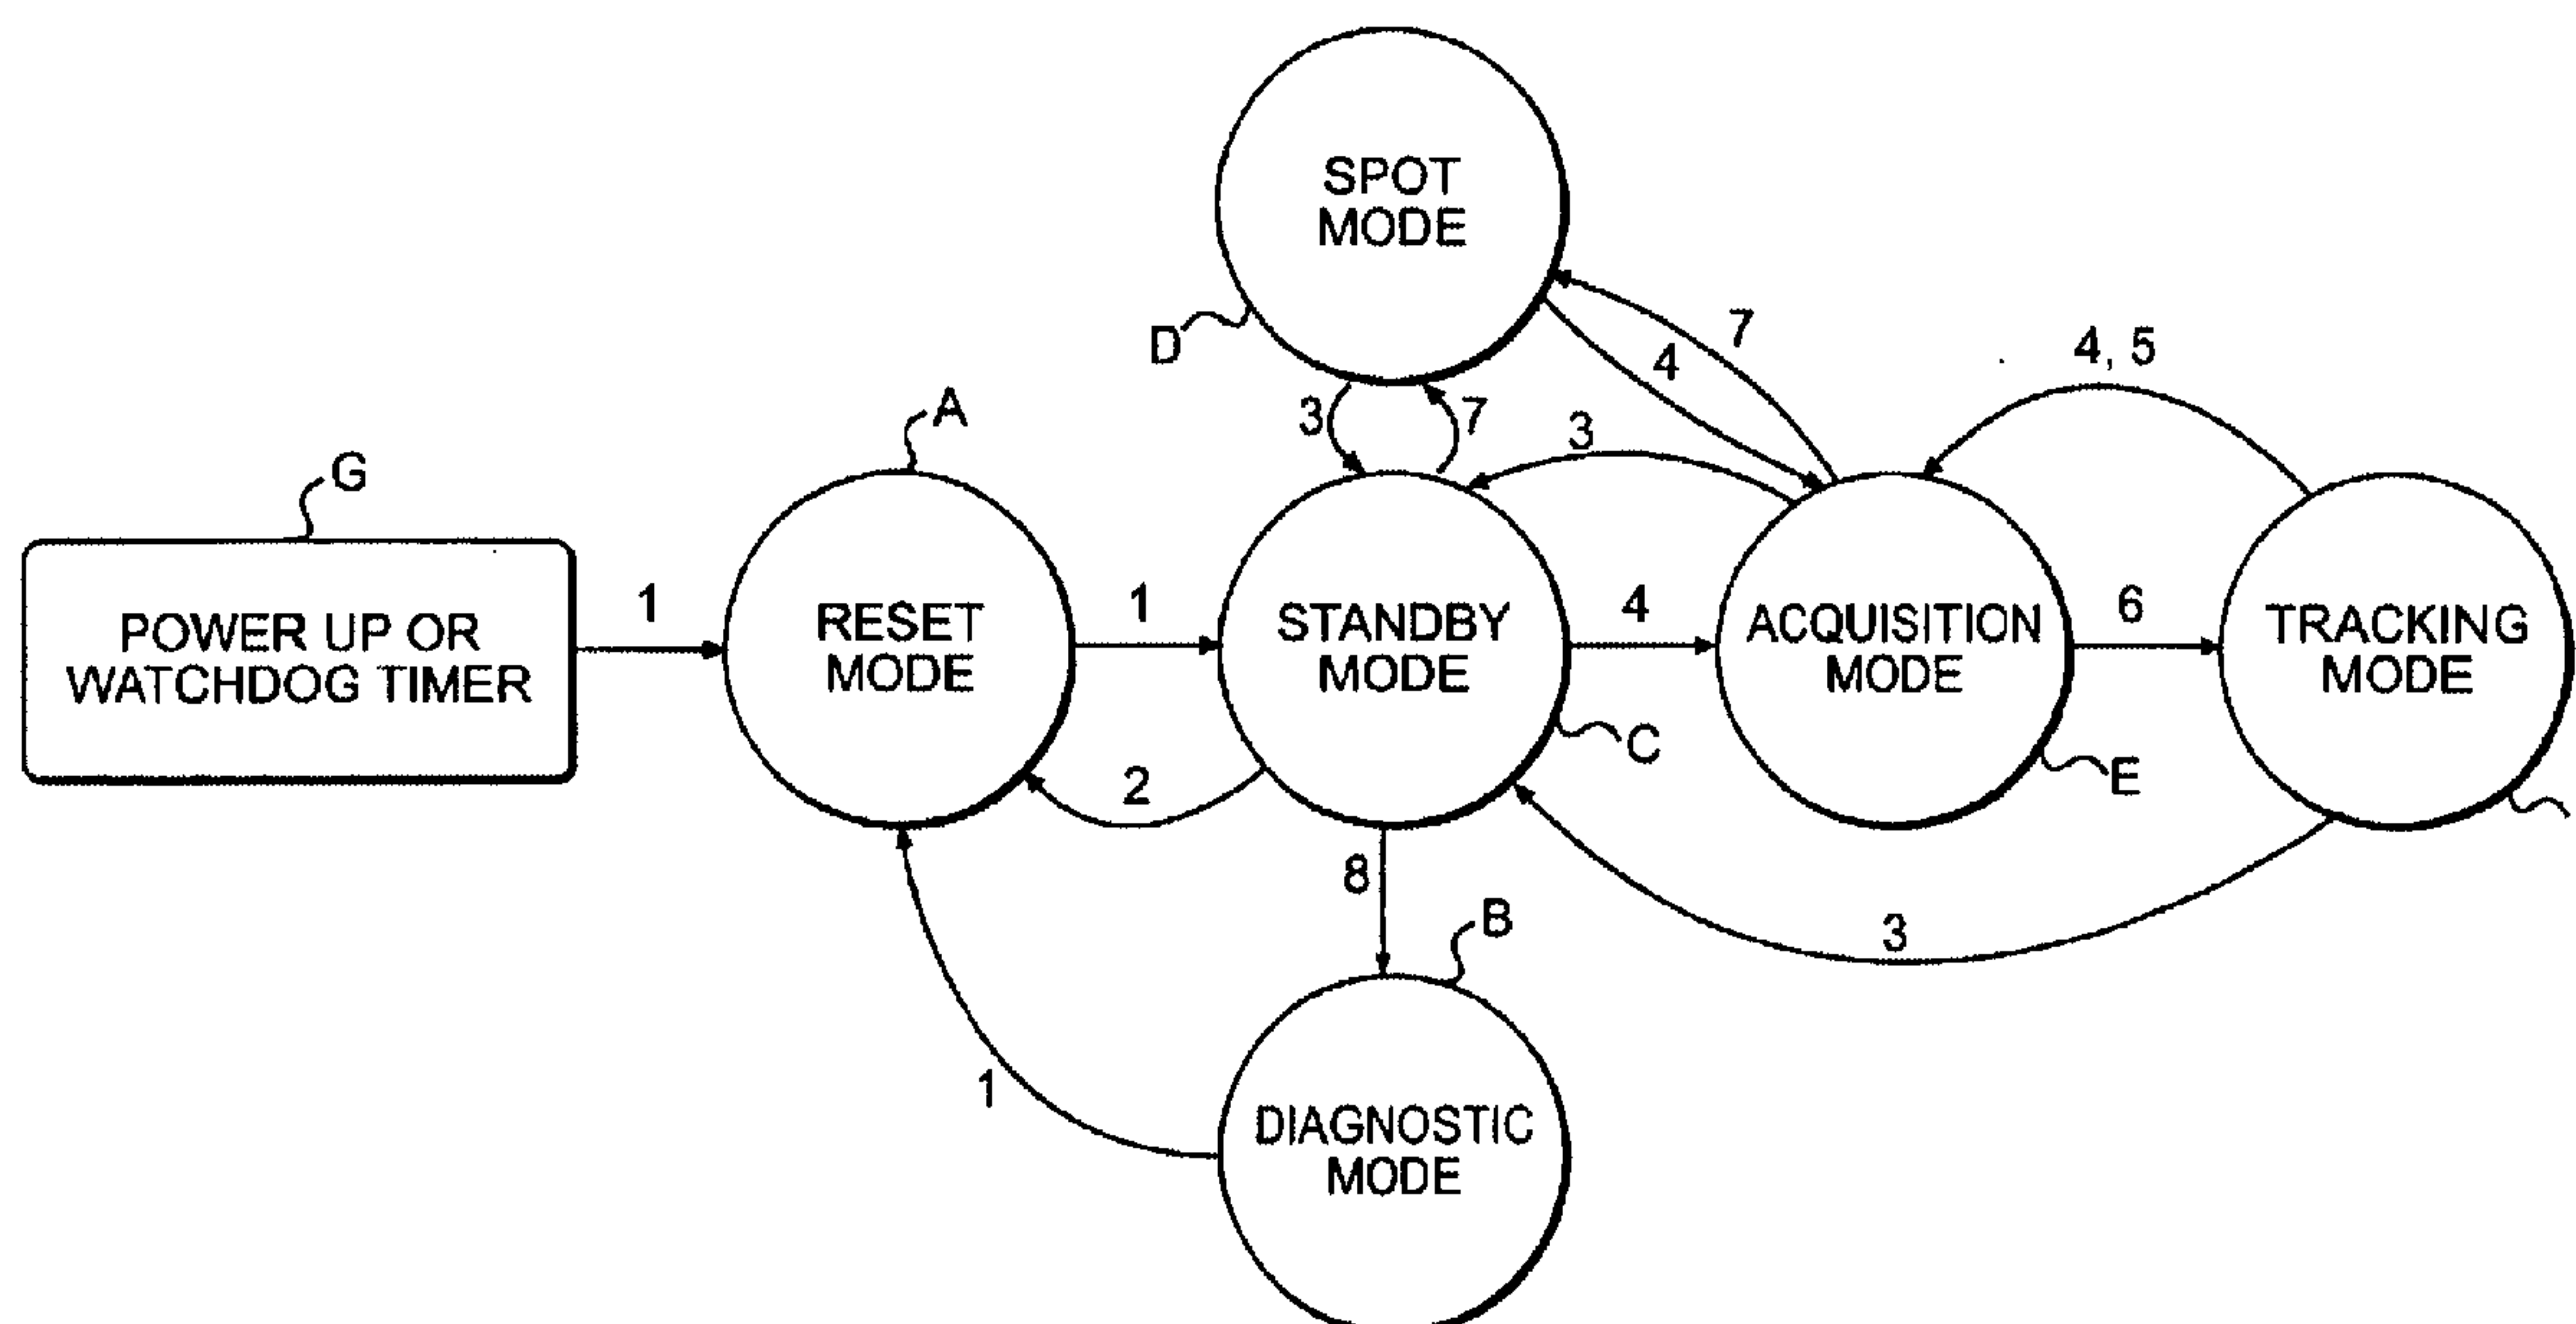 SPOT
MODE
D
7
4
4, 5
3
7
3
A
G
POWER UP OR
WATCHDOG TIMER
1
RESET
MODE
1
STANDBY
MODE
4
ACQUISITION
MODE
6
TRACKING
MODE
C
E
2
8
B
3
1
DIAGNOSTIC
MODE